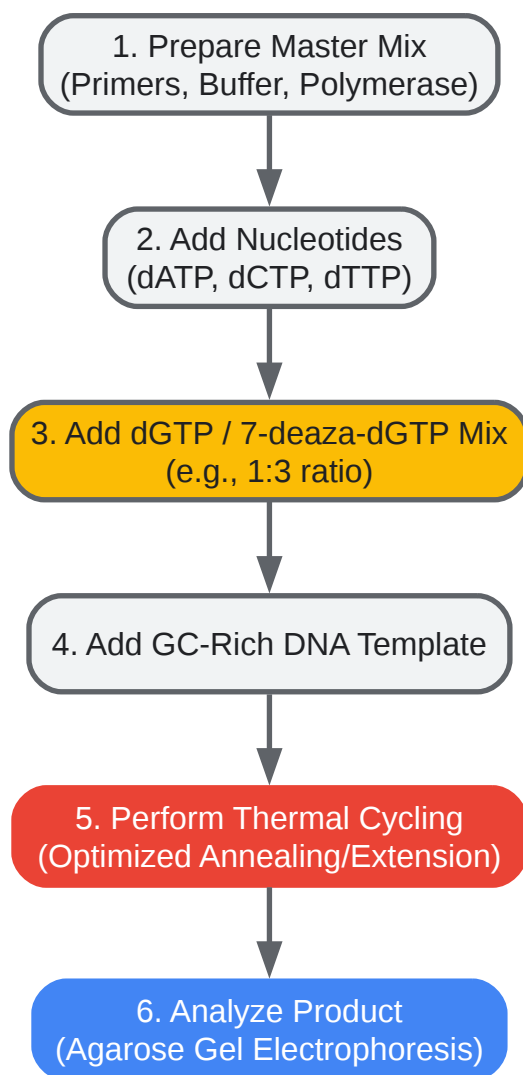 1. Prepare Master Mix
(Primers, Buffer, Polymerase)
2. Add Nucleotides
(dATP, dCTP, dTTP)
3. Add dGTP / 7-deaza-dGTP Mix
(e.g., 1:3 ratio)
4. Add GC-Rich DNA Template
5. Perform Thermal Cycling
(Optimized Annealing/Extension)
6. Analyze Product
(Agarose Gel Electrophoresis)